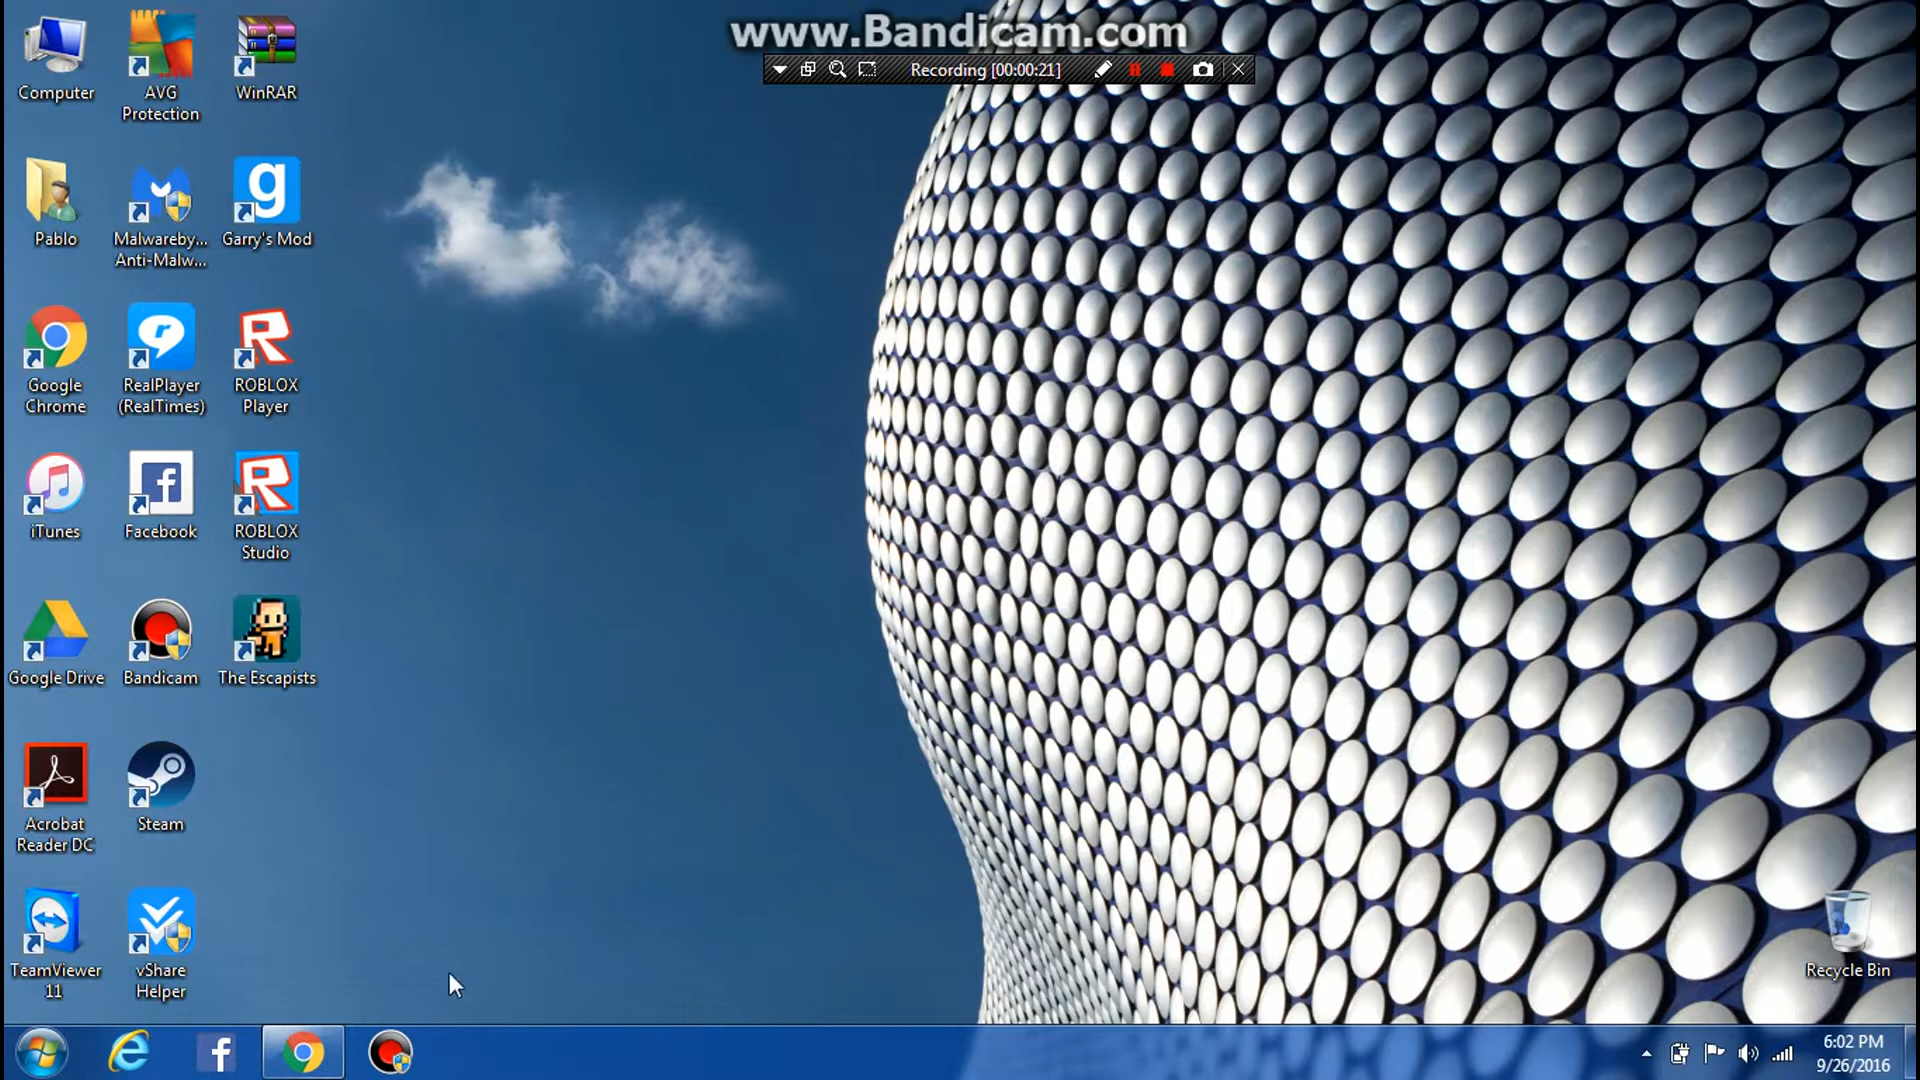 www.Bandicam.com
Recording [00:00:21]
Computer
AVG
Protection
WinRAR
Pablo
Malwareby...
Anti-Malw...
g
Garry's Mod
Google
Chrome
r
RealPlayer
(RealTimes)
R
ROBLOX
Player
iTunes
f
Facebook
R
ROBLOX
Studio
Google Drive
Bandicam
The Escapists
Acrobat
Reader DC
Steam
TeamViewer
11
vShare
Helper
Recycle Bin
e
f
6:02 PM
9/26/2016